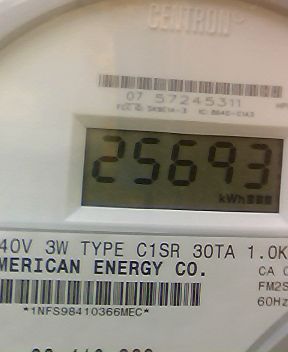 CENTRON®
07 57245311
25693
kWh
40V 3W TYPE C1SR 30TA 1.0K
MERICAN ENERGY CO.
CA 0
FM2S
60Hz
*1NFS98410366MEC*